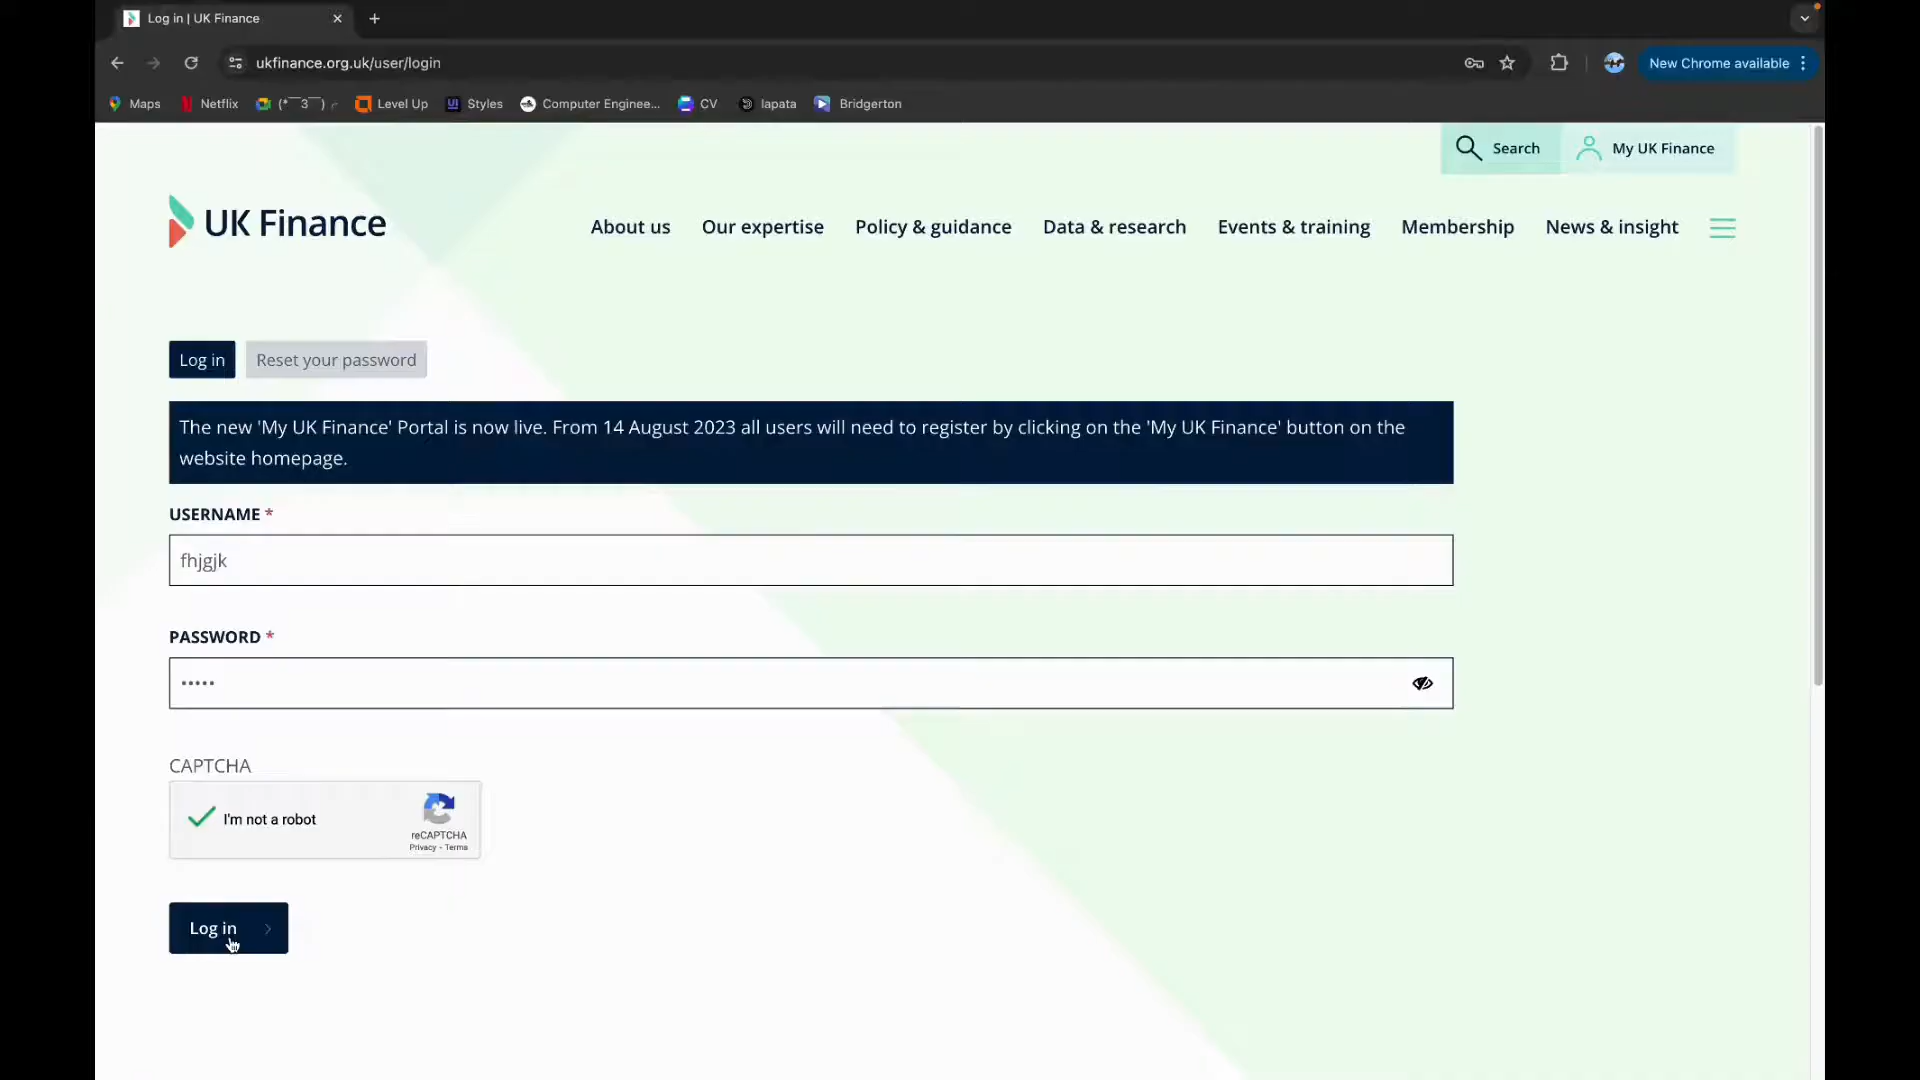 Log in | UK Finance
ukfinance.org.uk/user/login
New Chrome available
Maps
Netflix
Level Up
UI Styles
Computer Enginee...
CV
lapata
Bridgerton
Search
My UK Finance
UK Finance
About us
Our expertise
Policy & guidance
Data & research
Events & training
Membership
News & insight
Log in
Reset your password
The new 'My UK Finance' Portal is now live. From 14 August 2023 all users will need to register by clicking on the 'My UK Finance' button on the
website homepage.
USERNAME *
fhjgjk
PASSWORD *
•••••
CAPTCHA
I'm not a robot
reCAPTCHA
Privacy - Terms
Log in